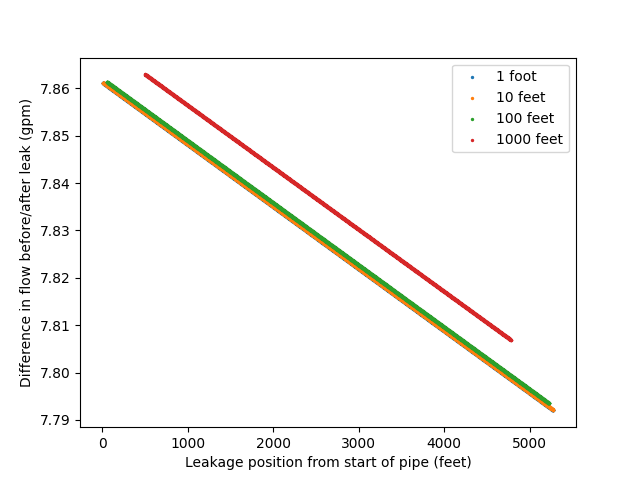 1 foot
10 feet
100 feet
1000 feet
7.86
7.85
7.84
7.83
7.82
7.81
7.80
7.79
Difference in flow before/after leak (gpm)
0 1000 2000 3000 4000 5000
Leakage position from start of pipe (feet)